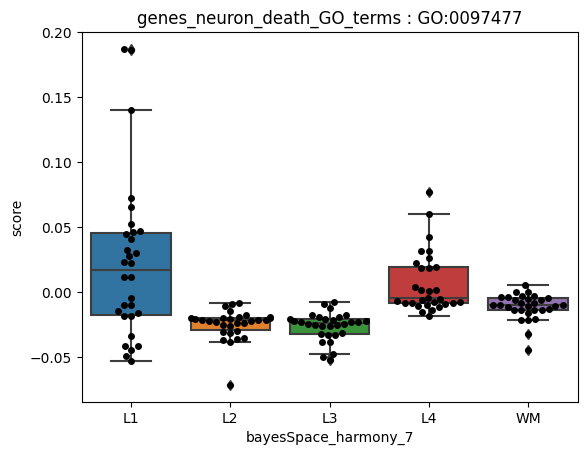 genes_neuron_death_GO_terms : GO:0097477
0.20
0.15
0.10
0.05
0.00
−0.05
score
L1 L2 L3 L4 WM
bayesSpace_harmony_7